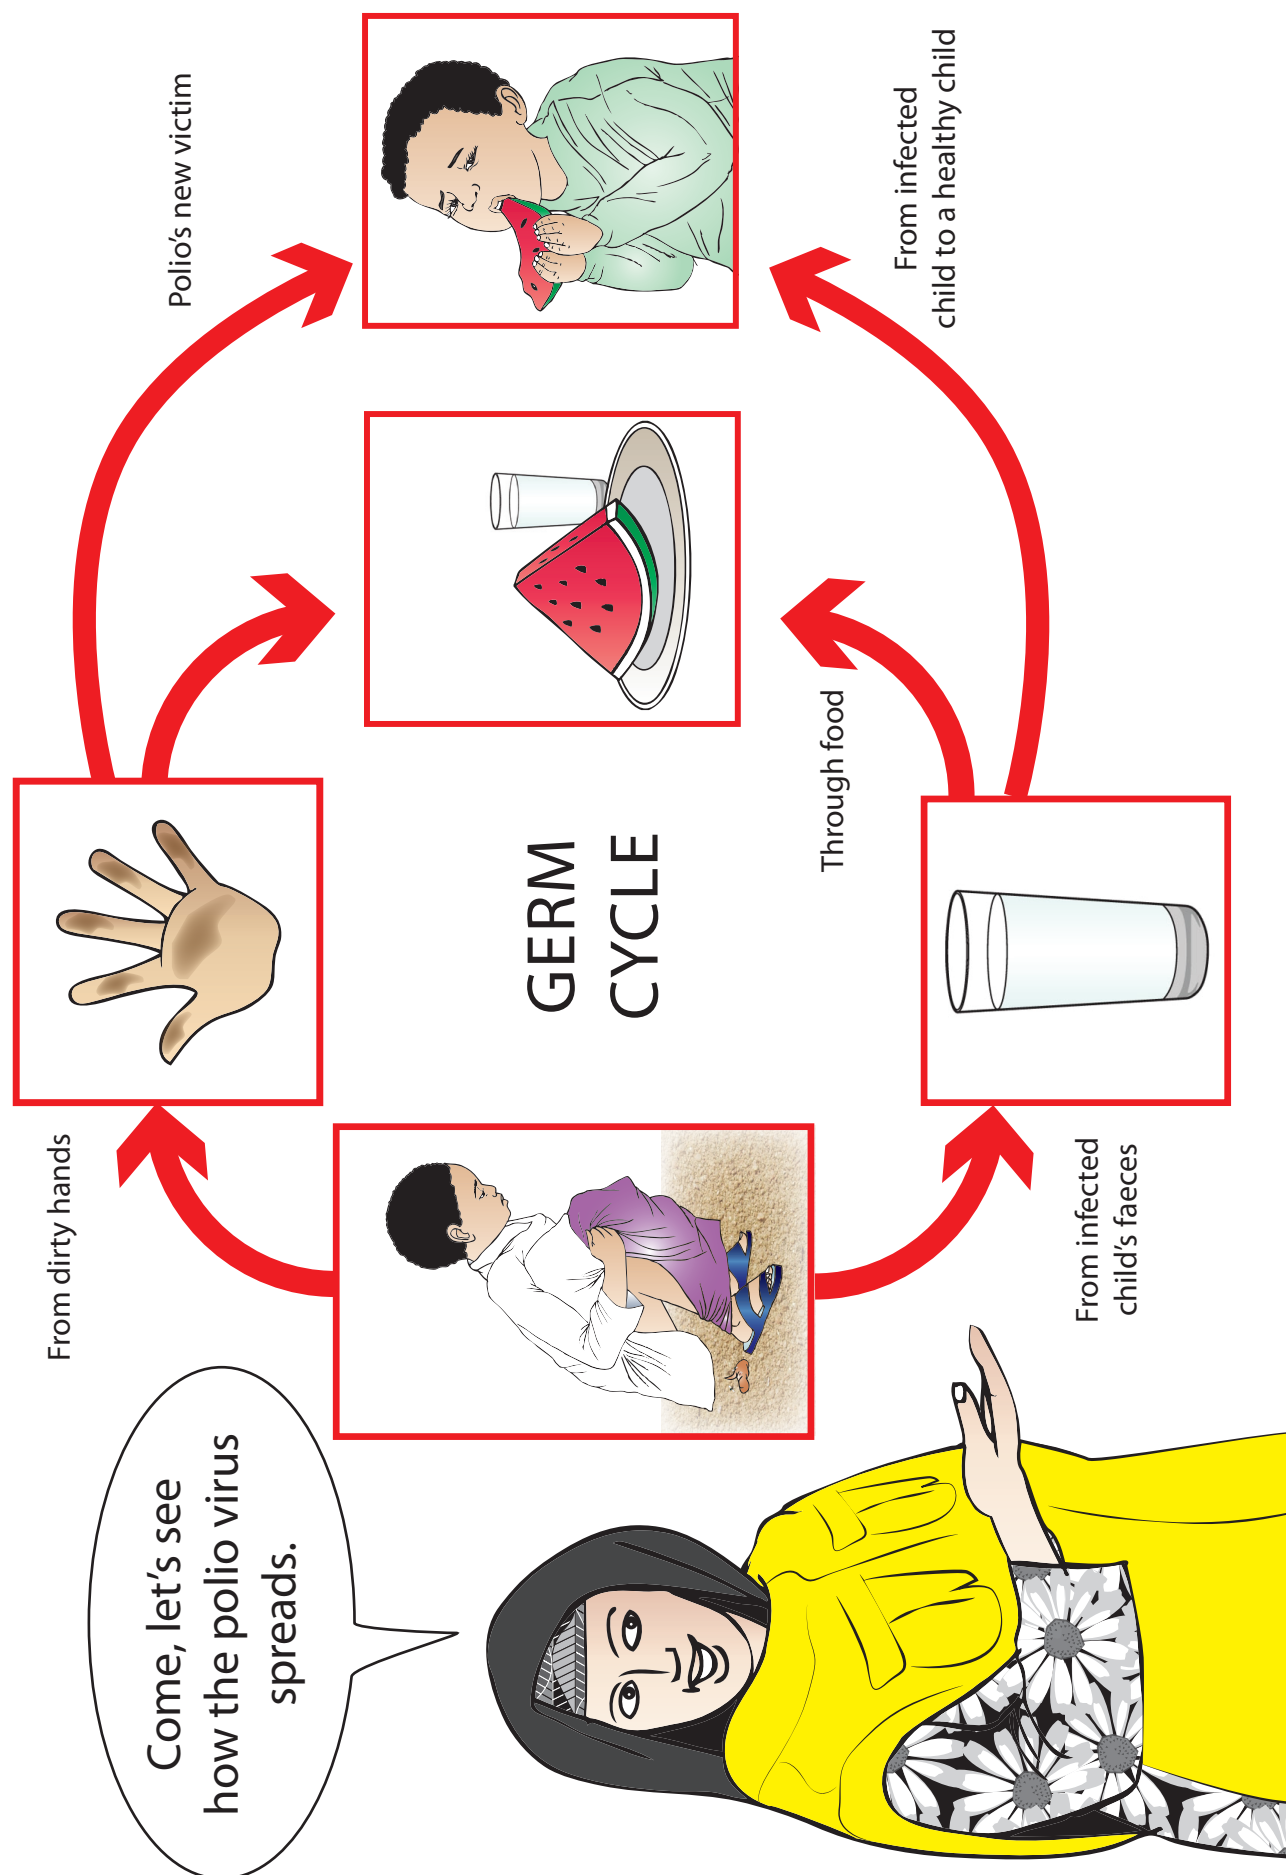 Come, let's see
how the polio virus
spreads.
From dirty hands
Polio's new victim
GERM
CYCLE
Through food
From infected
child's faeces
From infected
child to a healthy child